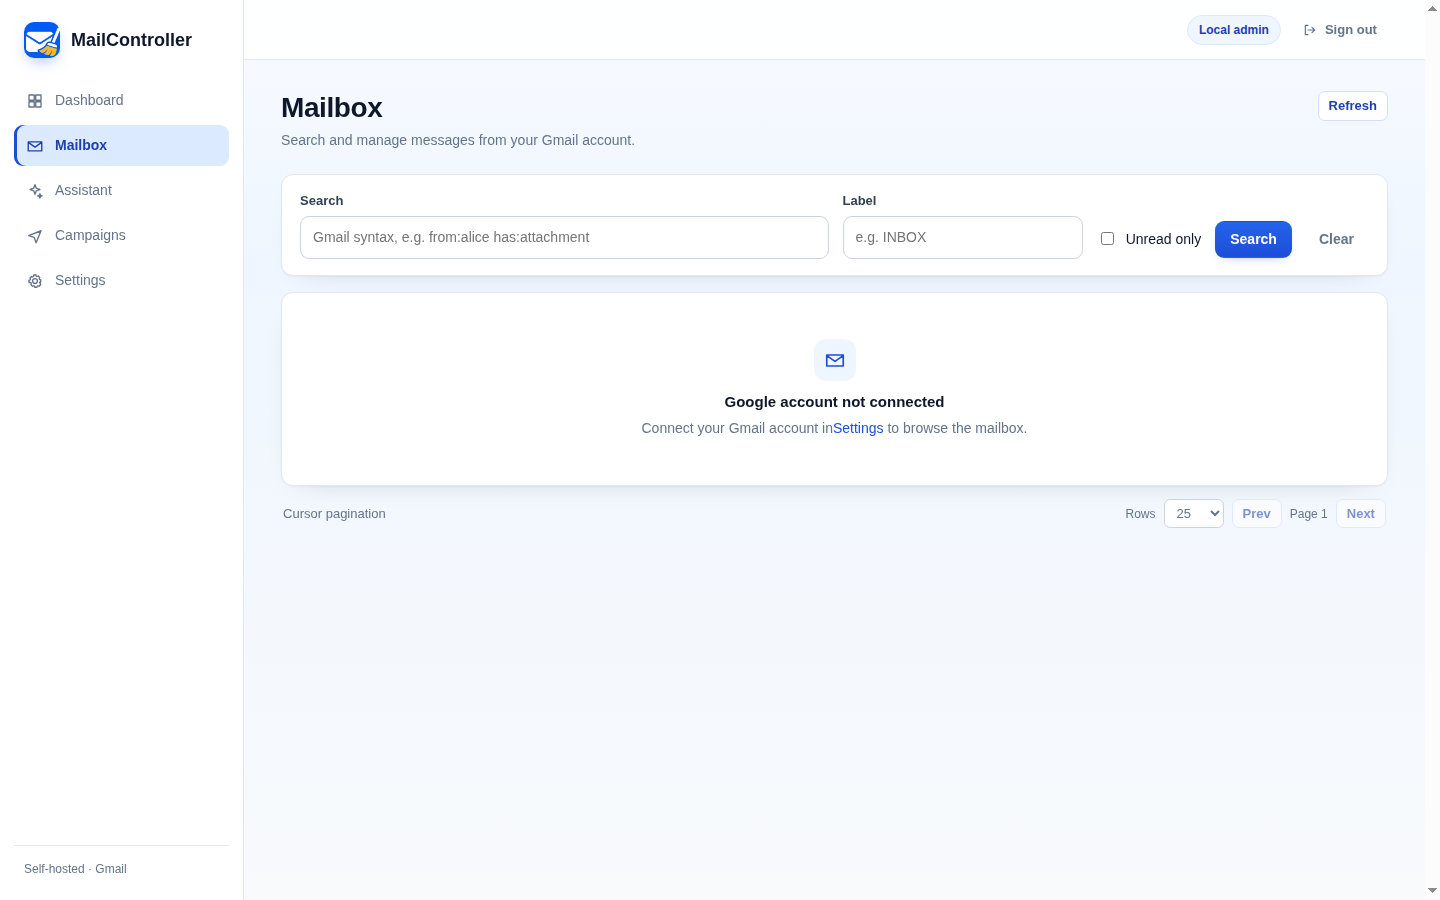 MailController
Local admin
Sign out
Dashboard
Mailbox
Assistant
Campaigns
Settings
Self-hosted · Gmail
Mailbox
Refresh
Search and manage messages from your Gmail account.
Search
Label
Gmail syntax, e.g. from:alice has:attachment
e.g. INBOX
Unread only
Search
Clear
Google account not connected
Connect your Gmail account inSettings to browse the mailbox.
Cursor pagination
Rows
25
Prev
Page 1
Next